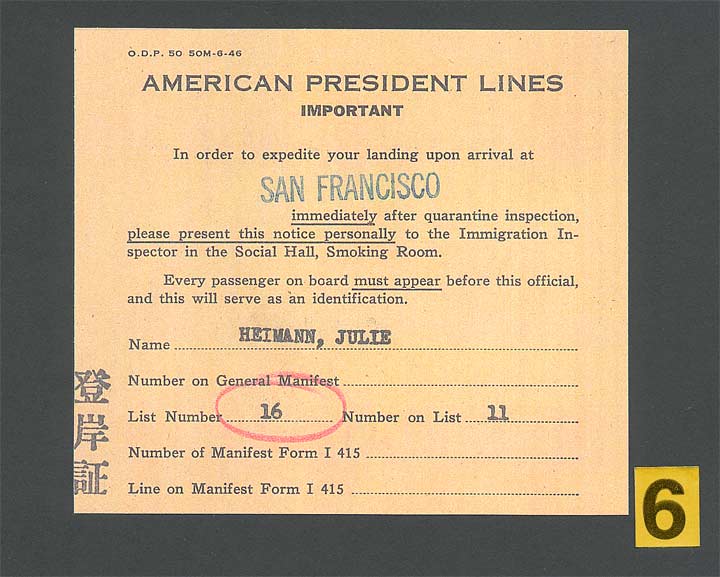 O.D.P. 50 50M-6-46
AMERICAN PRESIDENT LINES
IMPORTANT
In order to expedite your landing upon arrival at
SAN FRANCISCO
immediately after quarantine inspection,
please present this notice personally to the Immigration In-
spector in the Social Hall, Smoking Room.
Every passenger on board must appear before this official,
and this will serve as an identification.
Name HEIMANN, JULIE
Number on General Manifest
List Number 16 Number on List 11
Number of Manifest Form I 415
Line on Manifest Form I 415
登岸証
6